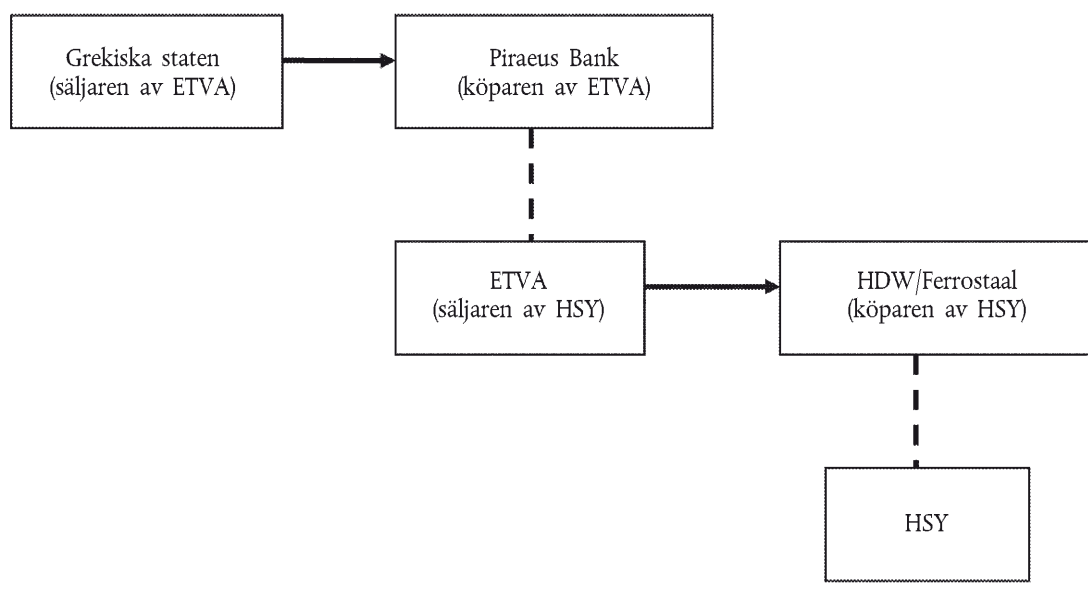 Grekiska staten
(säljaren av ETVA)
Piraeus Bank
(köparen av ETVA)
ETVA
(säljaren av HSY)
HDW/Ferrostaal
(köparen av HSY)
HSY